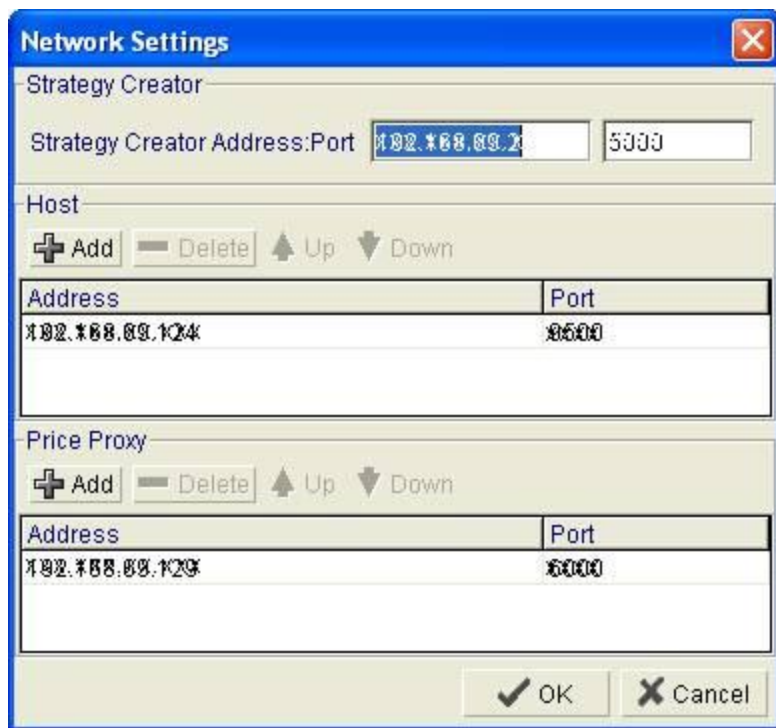 Network Settings
Strategy Creator
Strategy Creator Address:Port
Host
Add Delete Up Down
Address Port
Price Proxy
Add Delete Up Down
Address Port
OK Cancel